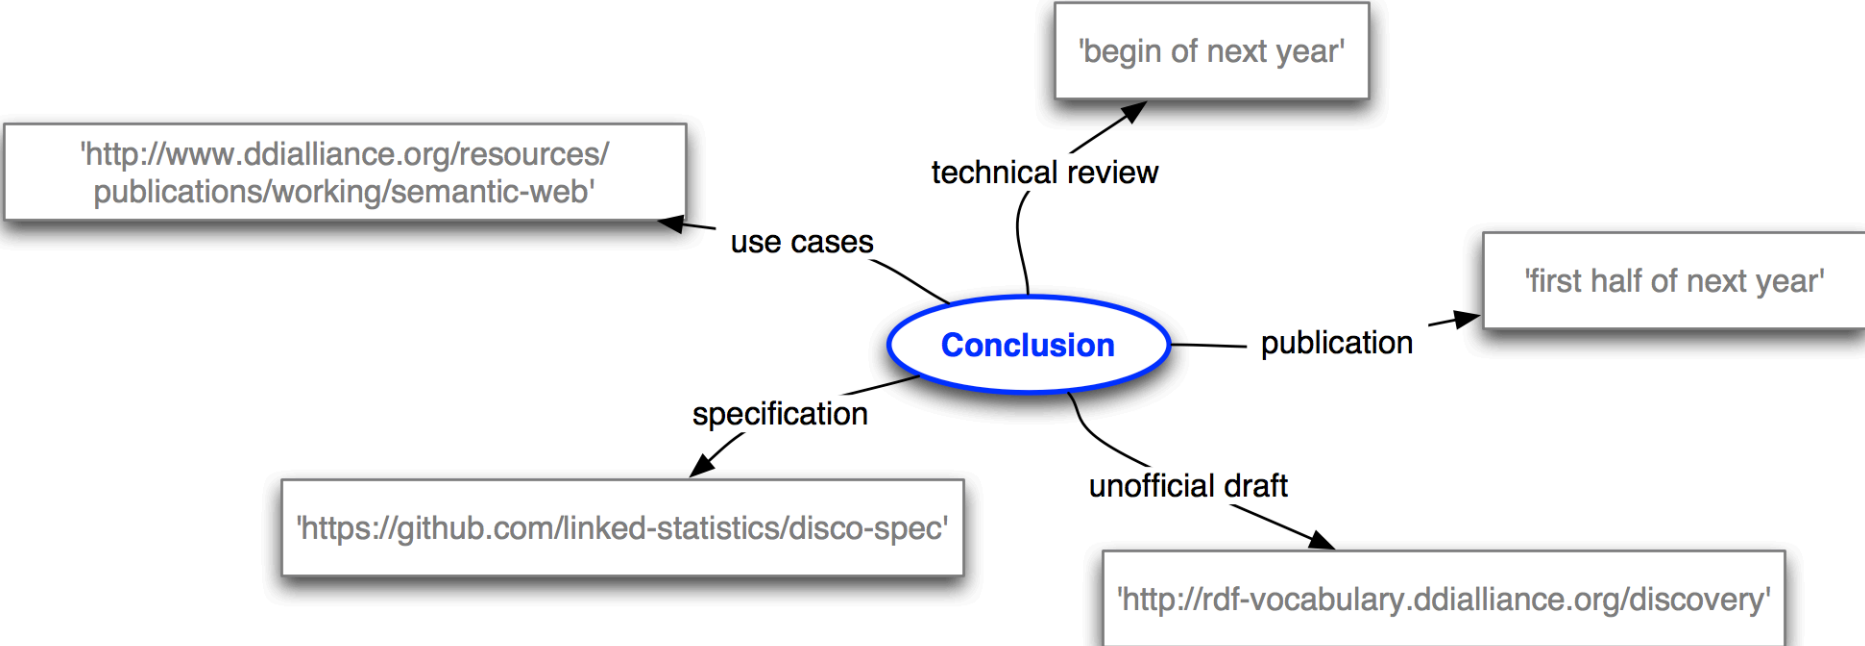 'begin of next year'
'http://www.ddialliance.org/resources/
publications/working/semantic-web'
technical review
use cases
'first half of next year'
Conclusion
publication
specification
unofficial draft
'https://github.com/linked-statistics/disco-spec'
'http://rdf-vocabulary.ddialliance.org/discovery'